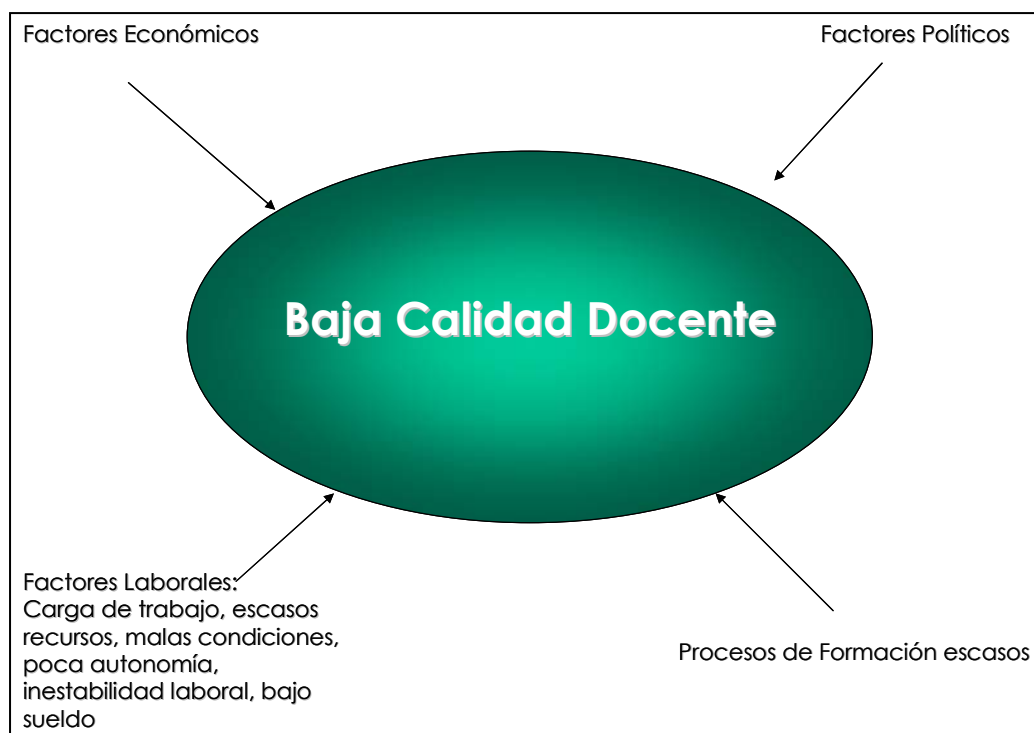 Factores Económicos
Factores Políticos
Baja Calidad Docente
Factores Laborales:
Carga de trabajo, escasos
recursos, malas condiciones,
poca autonomía,
inestabilidad laboral, bajo
sueldo
Procesos de Formación escasos